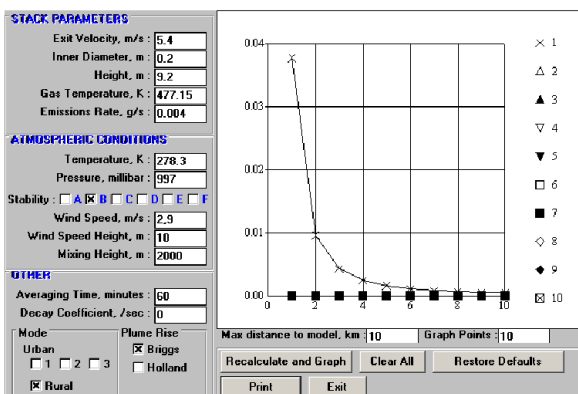 STACK PARAMETERS
Exit Velocity, m/s : 5.4
Inner Diameter, m : 0.2
Height, m : 9.2
Gas Temperature, K : 477.15
Emissions Rate, g/s : 0.004
ATMOSPHERIC CONDITIONS
Temperature, K : 278.3
Pressure, millibar : 997
Stability : A B C D E F
Wind Speed, m/s : 2.9
Wind Speed Height, m : 10
Mixing Height, m : 2000
OTHER
Averaging Time, minutes : 60
Decay Coefficient, /sec : 0
Mode
Urban
1 2 3
Rural
Plume Rise
Briggs
Holland
0.04
0.03
0.02
0.01
0.00
2 4 6 8 10
1
2
3
4
5
6
7
8
9
10
Max distance to model, km : 10 Graph Points : 10
Recalculate and Graph Clear All Restore Defaults
Print Exit